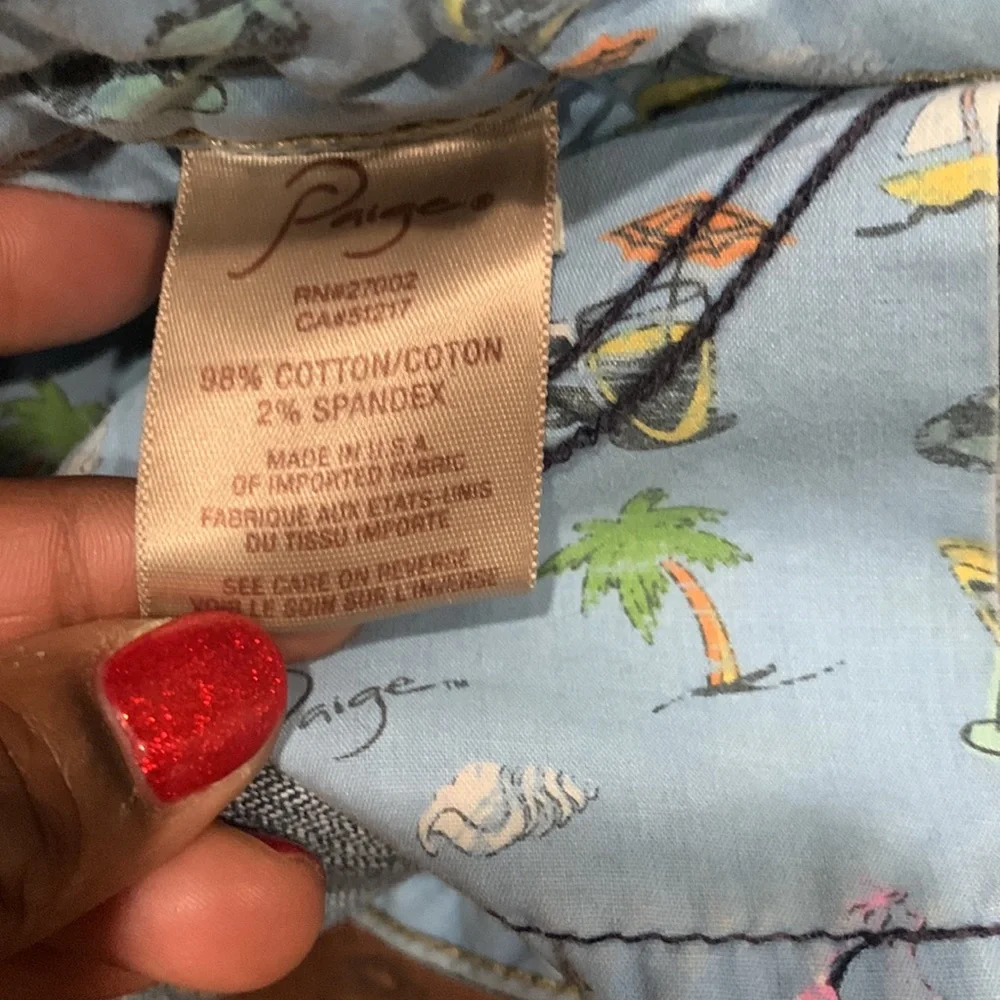 Paige®
RN#27002
CA#51217
98% COTTON/COTON
2% SPANDEX
MADE IN U.S.A
OF IMPORTED FABRIC
FABRIQUE AUX ETATS-UNIS
DU TISSU IMPORTE
SEE CARE ON REVERSE
VOIR LE SOIN SUR L'INVERSE
Paige™